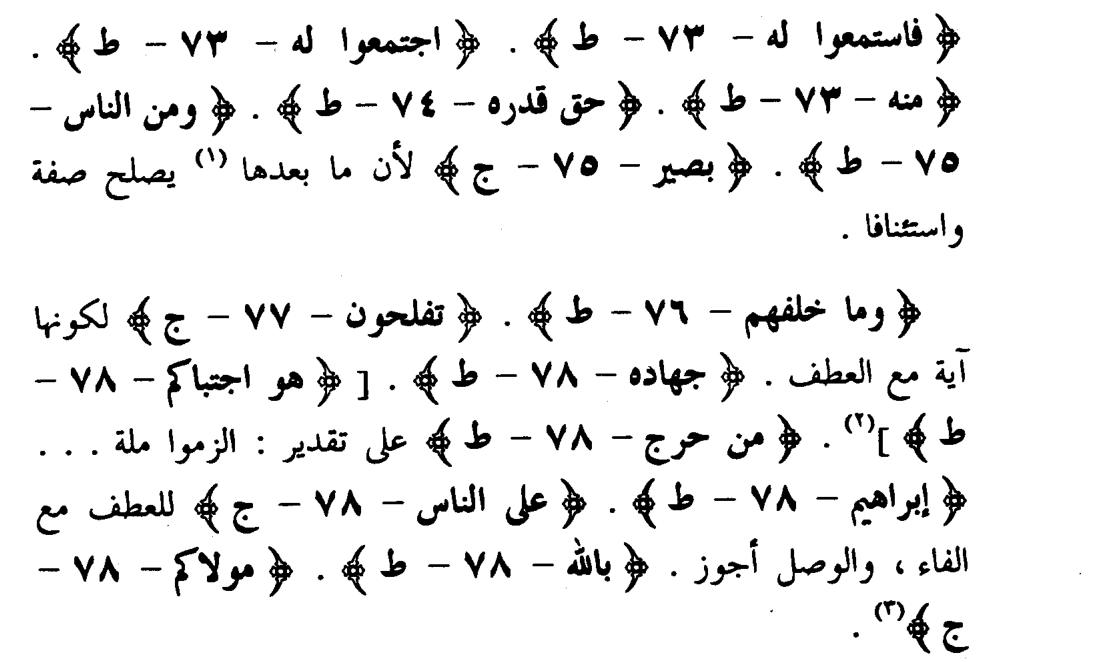 ﴿ فاستمعوا له – ٧٣ – ط ﴾ . ﴿ اجتمعوا له – ٧٣ – ط ﴾ .
﴿ منه – ٧٣ – ط ﴾ . ﴿ حق قدره – ٧٤ – ط ﴾ . ﴿ ومن الناس –
٧٥ – ط ﴾ . ﴿ بصير – ٧٥ – ج ﴾ لأن ما بعدها (١) يصلح صفة
واستئنافا .
﴿ وما خلفهم – ٧٦ – ط ﴾ . ﴿ تفلحون – ٧٧ – ج ﴾ لكونها
آية مع العطف . ﴿ جهاده – ٧٨ – ط ﴾ . [ ﴿ هو اجتباكم – ٧٨ –
ط ﴾ ](٢) . ﴿ من حرج – ٧٨ – ط ﴾ على تقدير : الزموا ملة . . .
﴿ إبراهيم – ٧٨ – ط ﴾ . ﴿ على الناس – ٧٨ – ج ﴾ للعطف مع
الفاء ، والوصل أجوز . ﴿ بالله – ٧٨ – ط ﴾ . ﴿ مولاكم – ٧٨ –
ج ﴾(٣) .